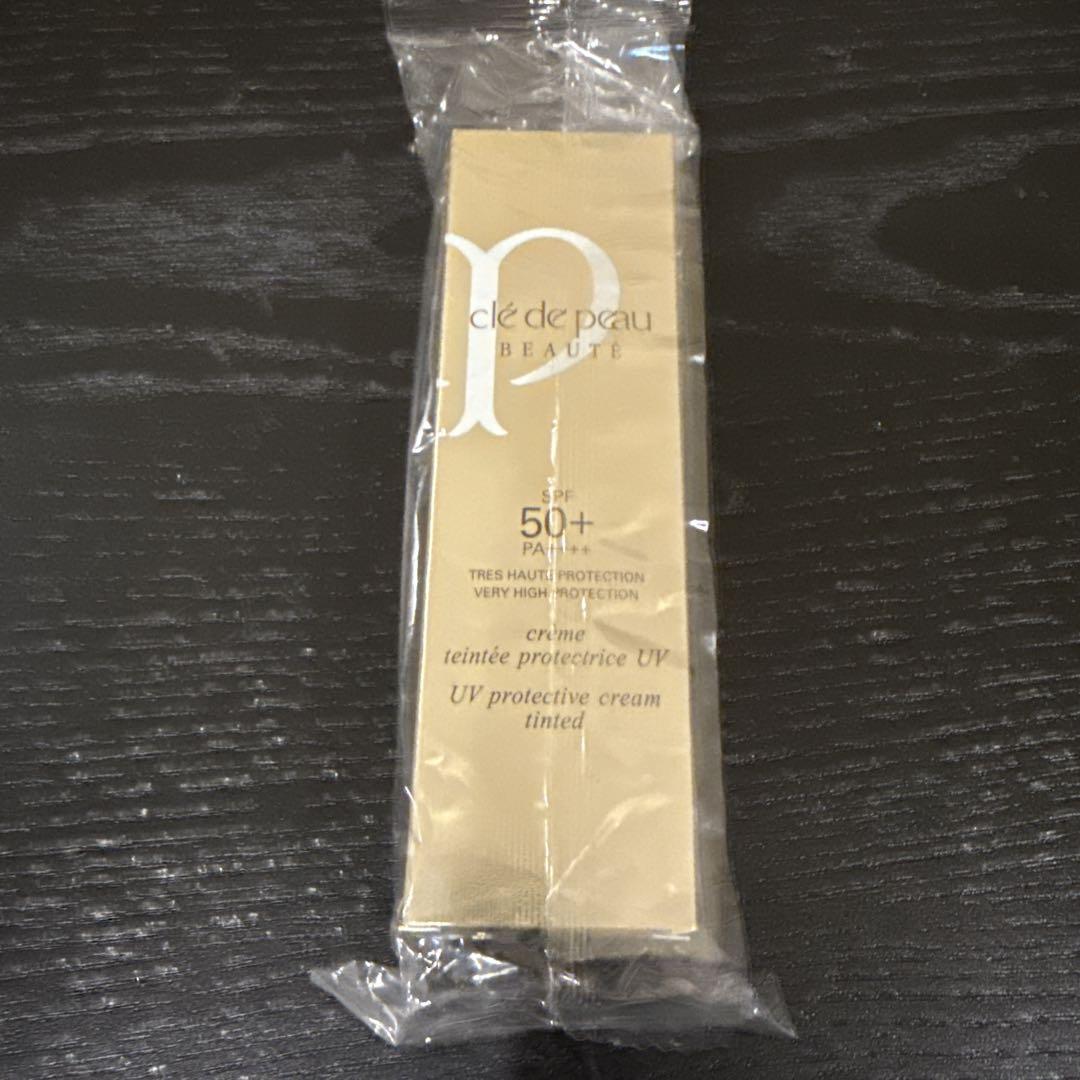 clé de peau
BEAUTÉ
SPF
50+
PA++++
TRES HAUTE PROTECTION
VERY HIGH PROTECTION
crème
teintée protectrice UV
UV protective cream
tinted